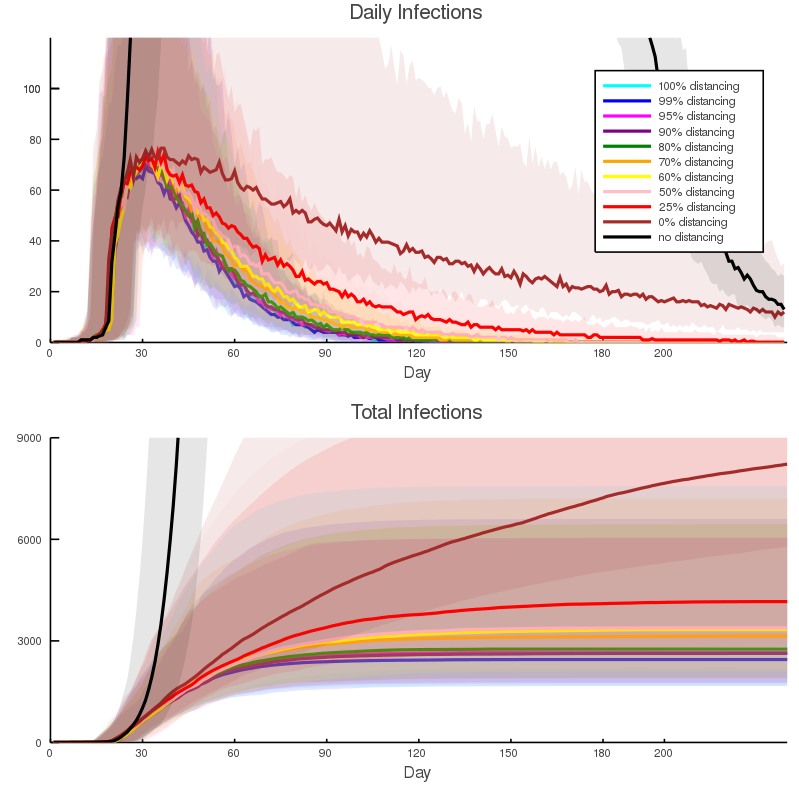 Daily Infections
100
80
60
40
20
0
0 30 60 90 120 150 180 200
Day
100% distancing
99% distancing
95% distancing
90% distancing
80% distancing
70% distancing
60% distancing
50% distancing
25% distancing
0% distancing
no distancing
Total Infections
9000
6000
3000
0
0 30 60 90 120 150 180 200
Day